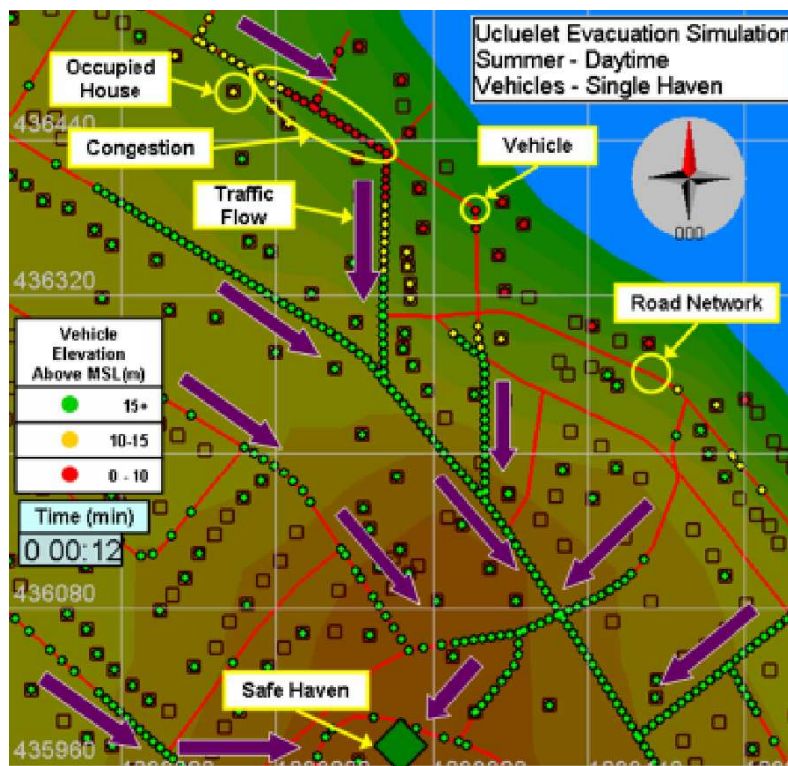 Ucluelet Evacuation Simulation
Summer - Daytime
Vehicles - Single Haven
Occupied
House
436440
Congestion
Vehicle
Traffic
Flow
000
436320
Road Network
Vehicle
Elevation
Above MSL(m)
15+
10-15
0 - 10
Time (min)
0 00:12
436080
Safe Haven
435960